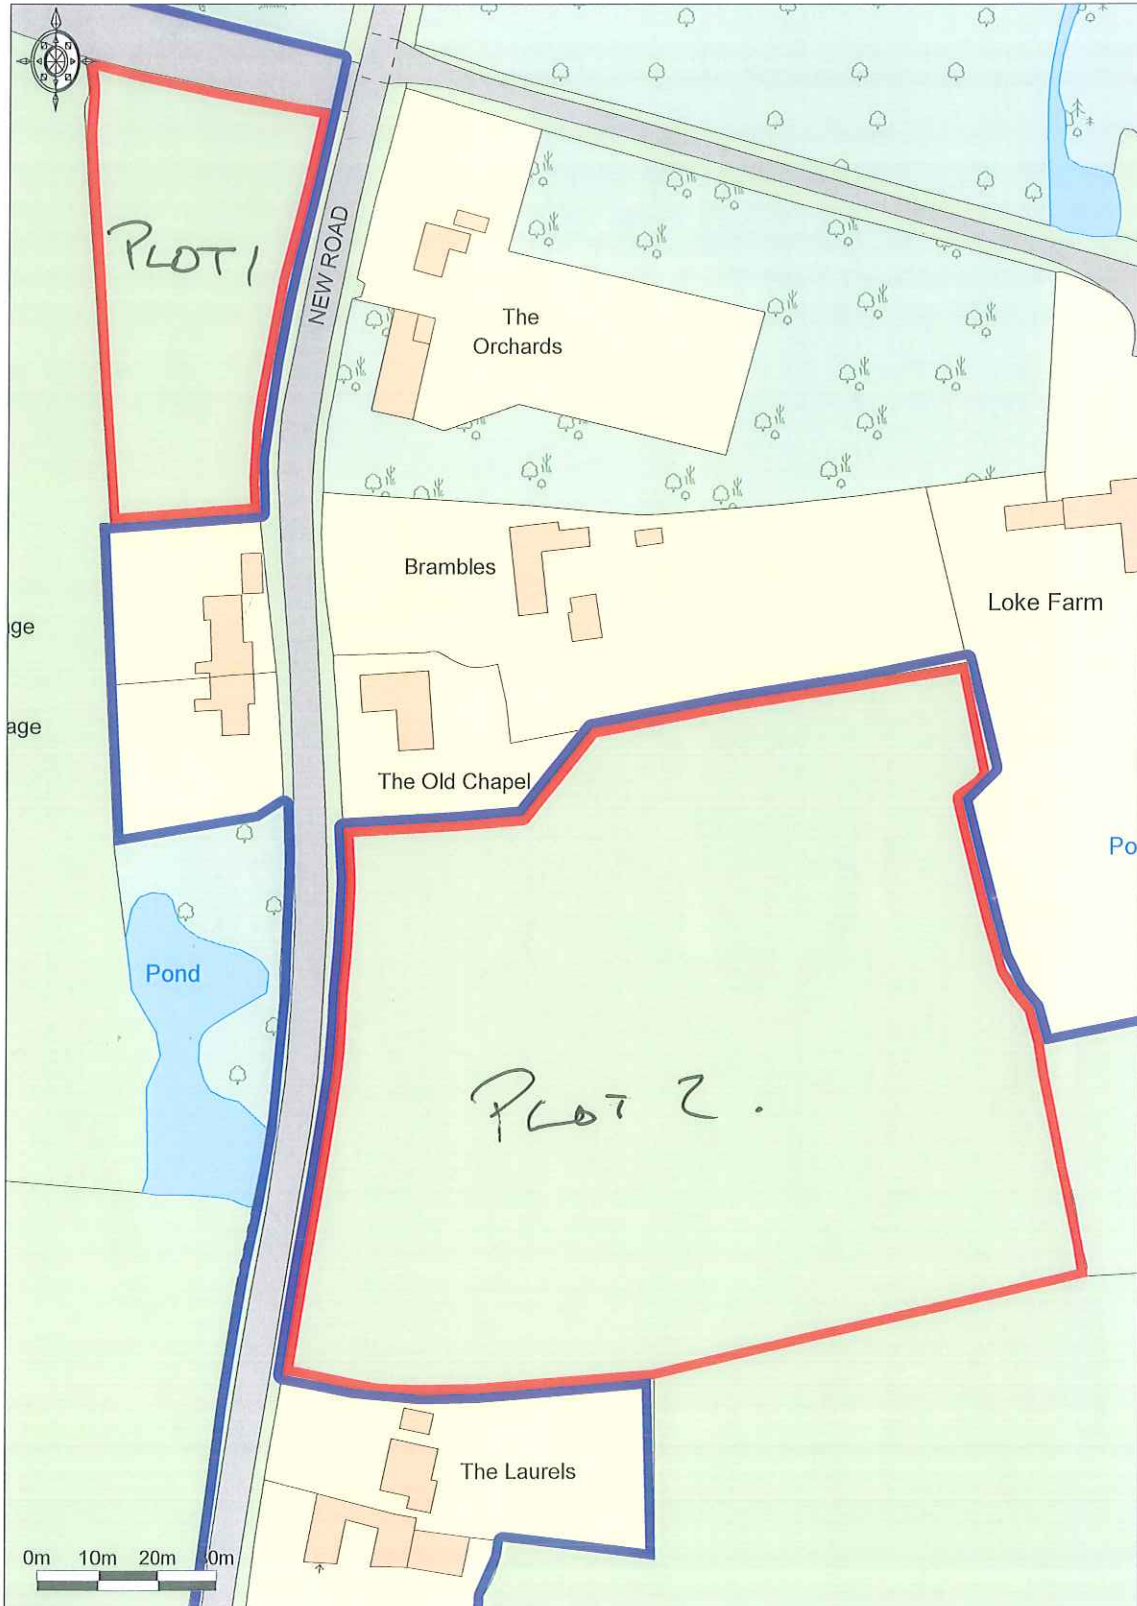 PLOT 1
NEW ROAD
The
Orchards
Brambles
Loke Farm
ge
age
The Old Chapel
Po
Pond
PLOT 2.
The Laurels
0m 10m 20m 30m